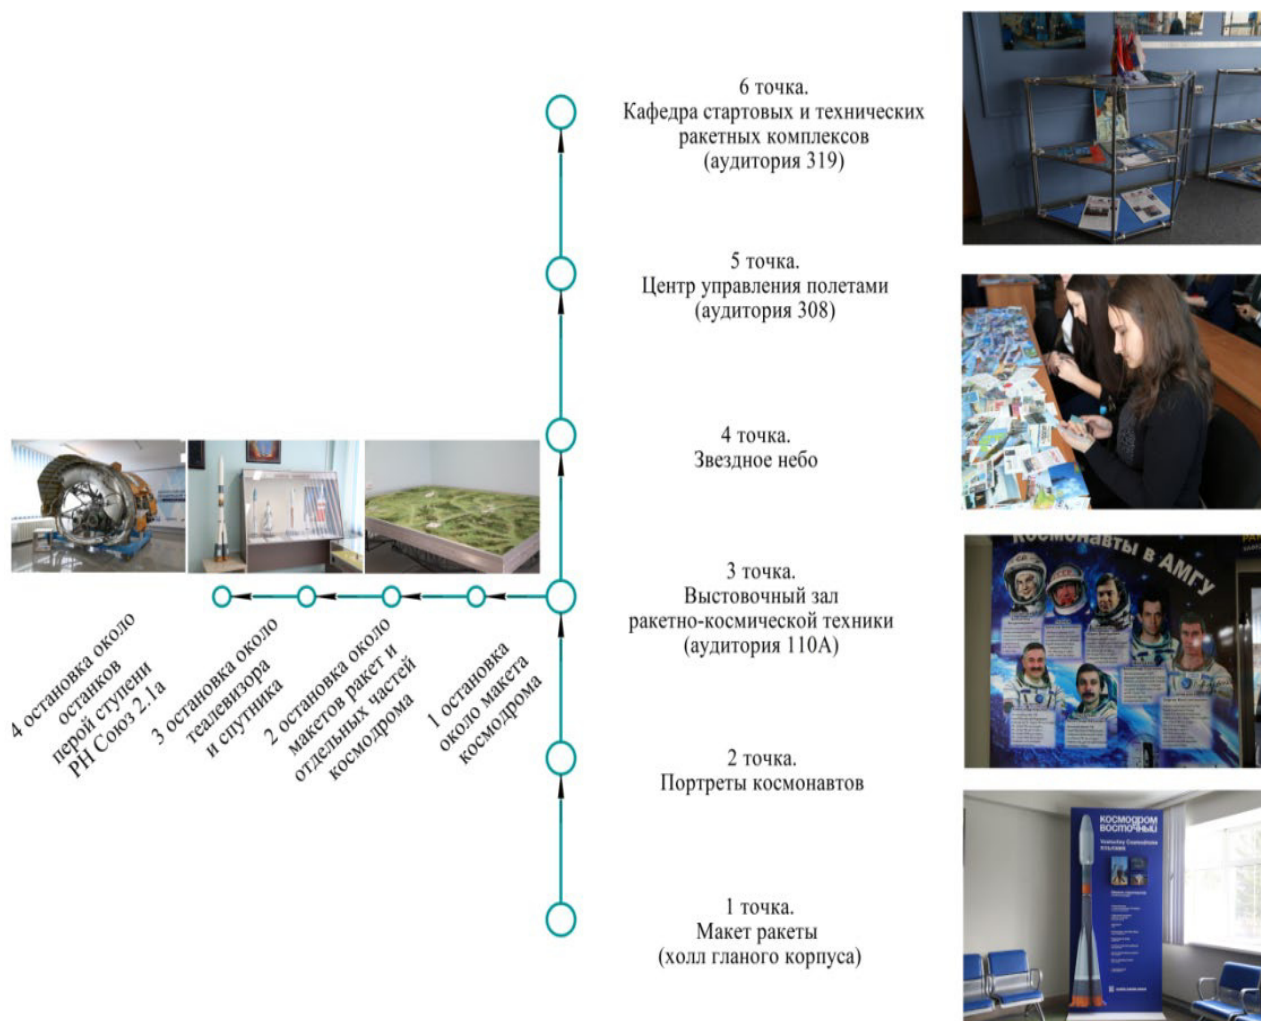 6 точка.
Кафедра стартовых и технических
ракетных комплексов
(аудитория 319)
5 точка.
Центр управления полетами
(аудитория 308)
4 точка.
Звездное небо
3 точка.
Выстовочный зал
ракетно-космической техники
(аудитория 110А)
4 остановка около
останков
перой ступени
РН Союз 2.1а
3 остановка около
теалевизора
и спутника
2 остановка около
макетов ракет и
отдельных частей
космодрома
1 остановка
около макета
космодрома
2 точка.
Портреты космонавтов
1 точка.
Макет ракеты
(холл гланого корпуса)
Космонавты в АМГУ
КОСМОДРОМ
ВОСТОЧНЫЙ
Vostochny Cosmodrome